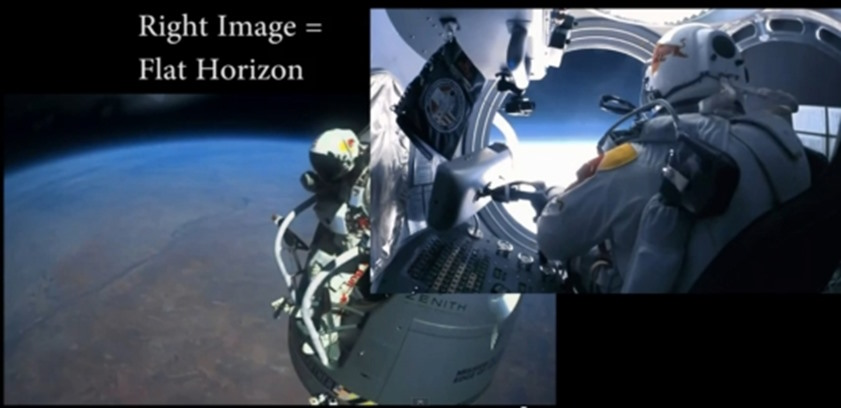 Right Image =
Flat Horizon
ZENITH